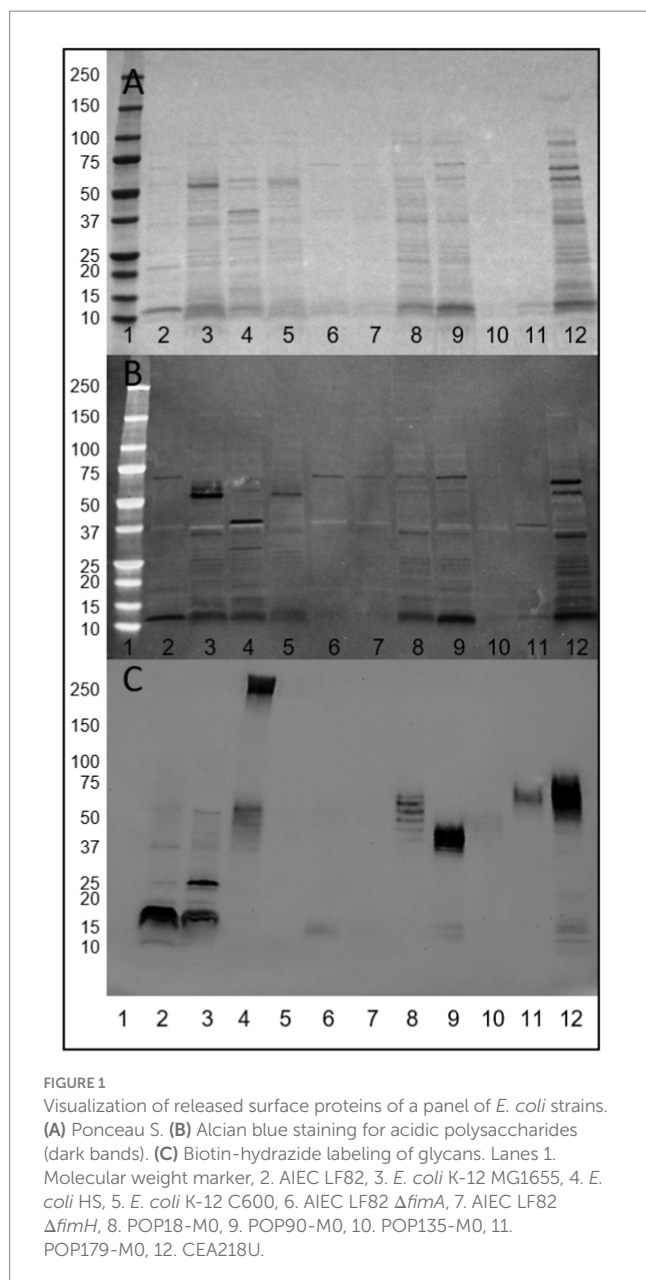 A
250
150
100
75
50
37
25
20
15
10
1 2 3 4 5 6 7 8 9 10 11 12
B
250
150
100
75
50
37
25
20
15
10
1 2 3 4 5 6 7 8 9 10 11 12
C
250
150
100
75
50
37
25
20
15
10
1 2 3 4 5 6 7 8 9 10 11 12
FIGURE 1
Visualization of released surface proteins of a panel of E. coli strains.
(A) Ponceau S. (B) Alcian blue staining for acidic polysaccharides
(dark bands). (C) Biotin-hydrazide labeling of glycans. Lanes 1.
Molecular weight marker, 2. AIEC LF82, 3. E. coli K-12 MG1655, 4. E.
coli HS, 5. E. coli K-12 C600, 6. AIEC LF82 ΔfimA, 7. AIEC LF82
ΔfimH, 8. POP18-M0, 9. POP90-M0, 10. POP135-M0, 11.
POP179-M0, 12. CEA218U.